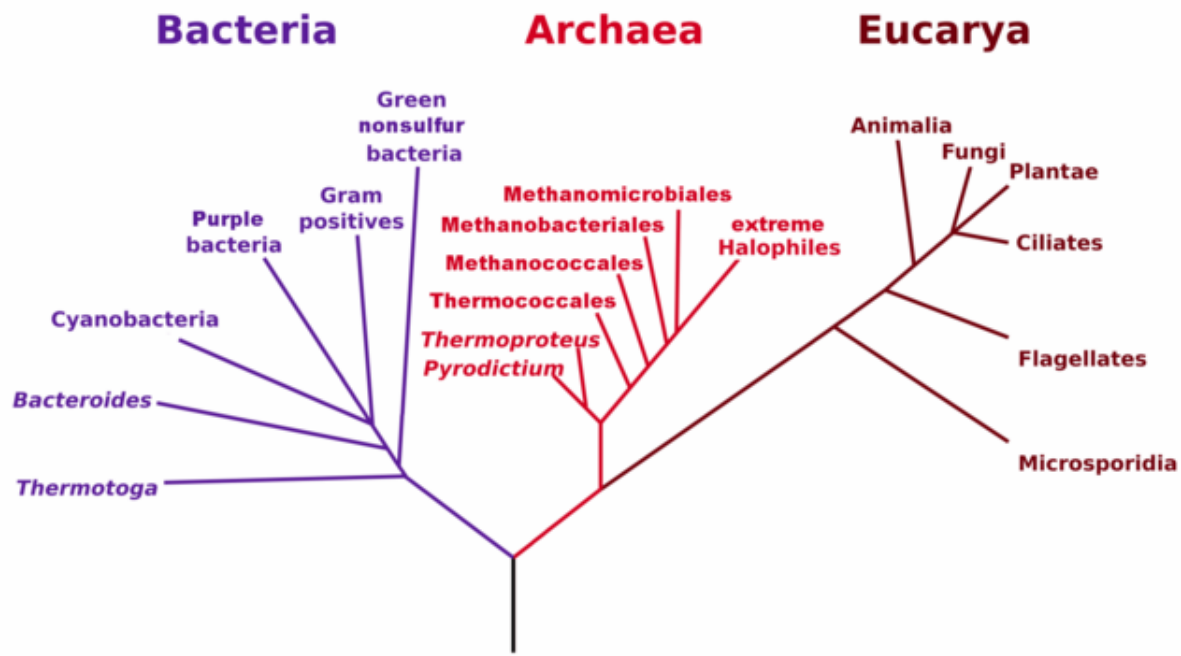 Bacteria
Archaea
Eucarya
Green
nonsulfur
bacteria
Gram
positives
Purple
bacteria
Cyanobacteria
Bacteroides
Thermotoga
Methanomicrobiales
Methanobacteriales
extreme
Halophiles
Methanococcales
Thermococcales
Thermoproteus
Pyrodictium
Animalia
Fungi
Plantae
Ciliates
Flagellates
Microsporidia